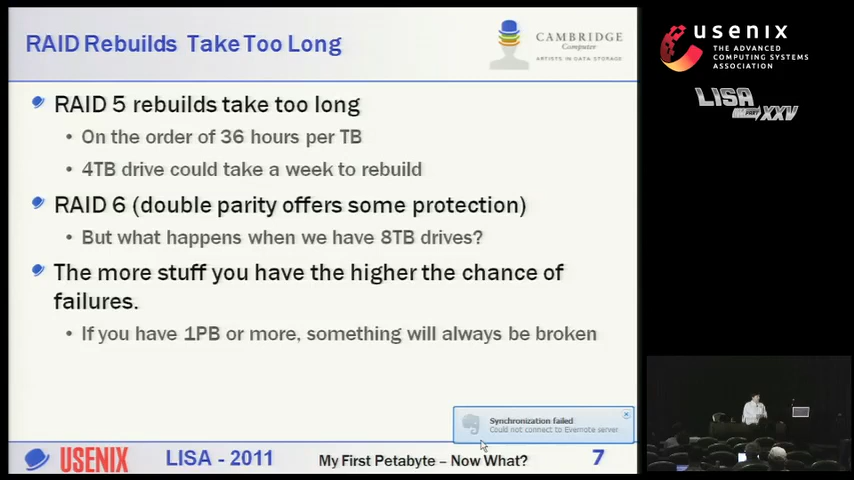 RAID Rebuilds Take Too Long
CAMBRIDGE
Computer
ARTISTS IN DATA STORAGE
usenix
THE ADVANCED
COMPUTING SYSTEMS
ASSOCIATION
LISA
PART XXV
RAID 5 rebuilds take too long
• On the order of 36 hours per TB
• 4TB drive could take a week to rebuild
RAID 6 (double parity offers some protection)
• But what happens when we have 8TB drives?
The more stuff you have the higher the chance of
failures.
• If you have 1PB or more, something will always be broken
Synchronization failed
Could not connect to Evernote server
USENIX
LISA - 2011
My First Petabyte – Now What?
7